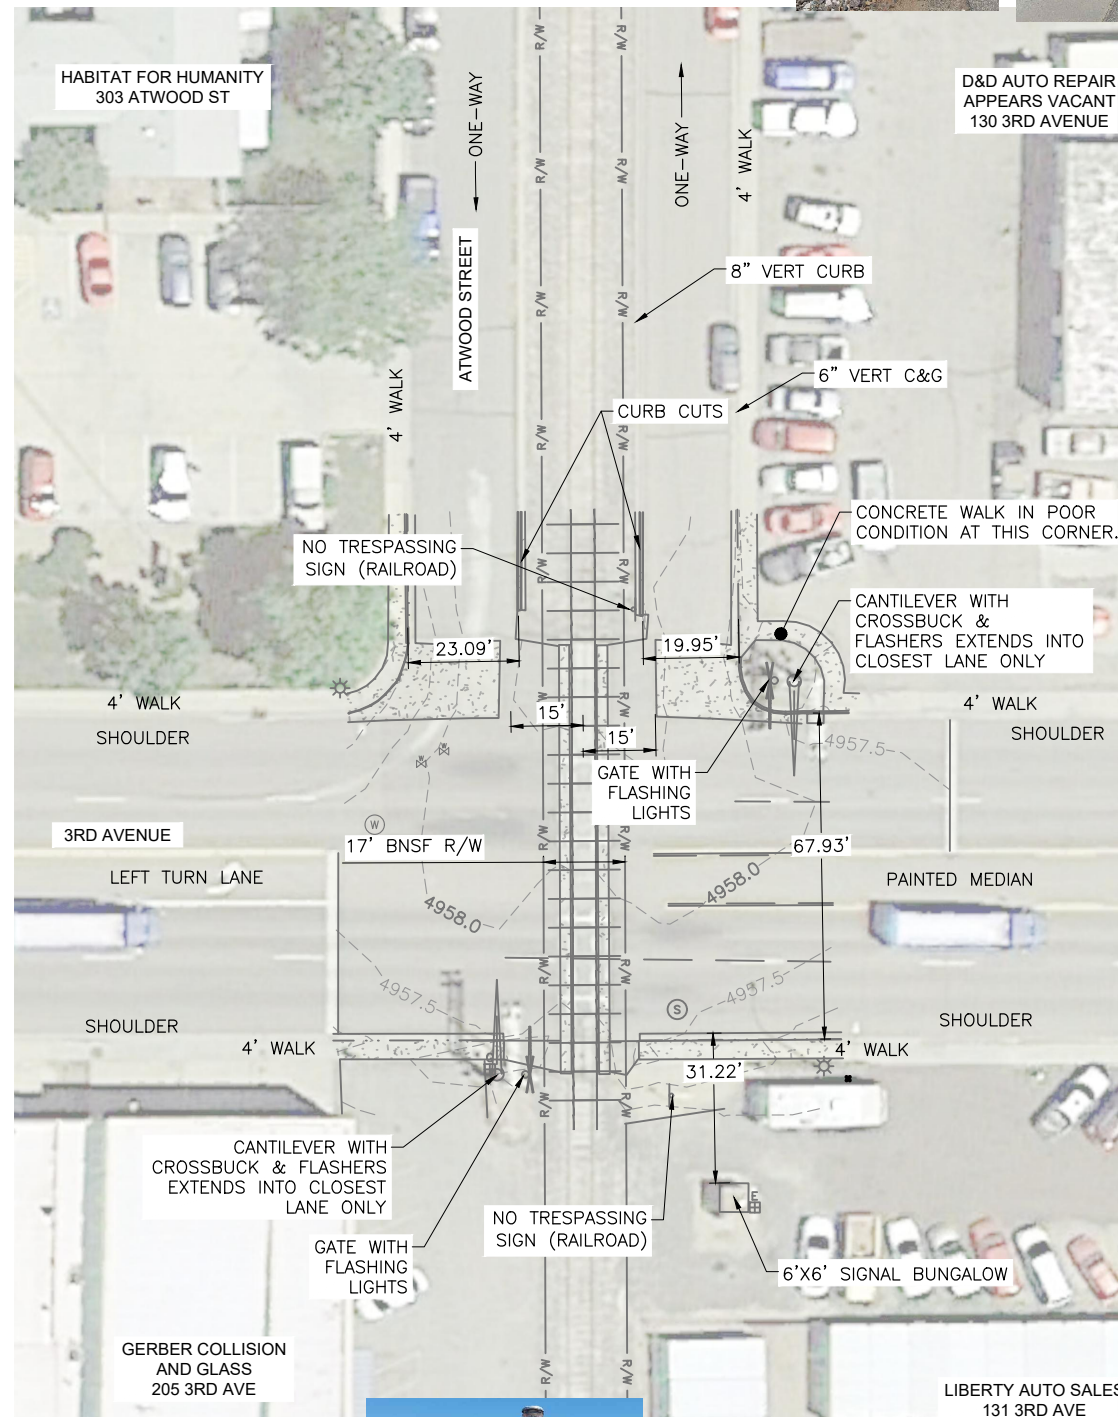 HABITAT FOR HUMANITY
303 ATWOOD ST
D&D AUTO REPAIR
APPEARS VACANT
130 3RD AVENUE
R/W
R/W
ONE-WAY
ONE-WAY
4' WALK
R/W
R/W
ATWOOD STREET
8" VERT CURB
R/W
R/W
6" VERT C&G
4' WALK
CURB CUTS
R/W
R/W
CONCRETE WALK IN POOR
CONDITION AT THIS CORNER.
NO TRESPASSING
SIGN (RAILROAD)
R/W
R/W
CANTILEVER WITH
CROSSBUCK &
FLASHERS EXTENDS INTO
CLOSEST LANE ONLY
23.09'
19.95'
4' WALK
R/W
R/W
4' WALK
15'
SHOULDER
15'
SHOULDER
4957.5
GATE WITH
FLASHING
LIGHTS
W
W
W
3RD AVENUE
17' BNSF R/W
R/W
R/W
67.93'
LEFT TURN LANE
4958.0
4958.0
PAINTED MEDIAN
R/W
R/W
4957.5
4957.5
S
SHOULDER
SHOULDER
4' WALK
4' WALK
31.22'
R/W
R/W
CANTILEVER WITH
CROSSBUCK & FLASHERS
EXTENDS INTO CLOSEST
LANE ONLY
E
NO TRESPASSING
SIGN (RAILROAD)
GATE WITH
FLASHING
LIGHTS
6'X6' SIGNAL BUNGALOW
GERBER COLLISION
AND GLASS
205 3RD AVE
R/W
R/W
LIBERTY AUTO SALES
131 3RD AVE